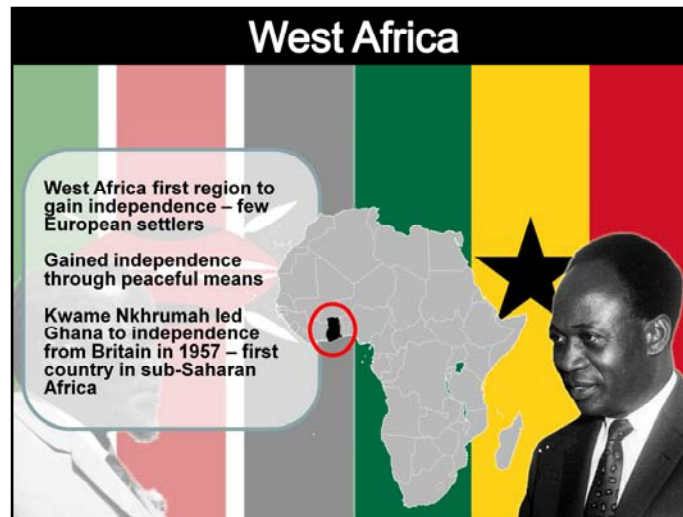 West Africa
West Africa first region to
gain independence – few
European settlers
Gained independence
through peaceful means
Kwame Nkhrumah led
Ghana to independence
from Britain in 1957 – first
country in sub-Saharan
Africa